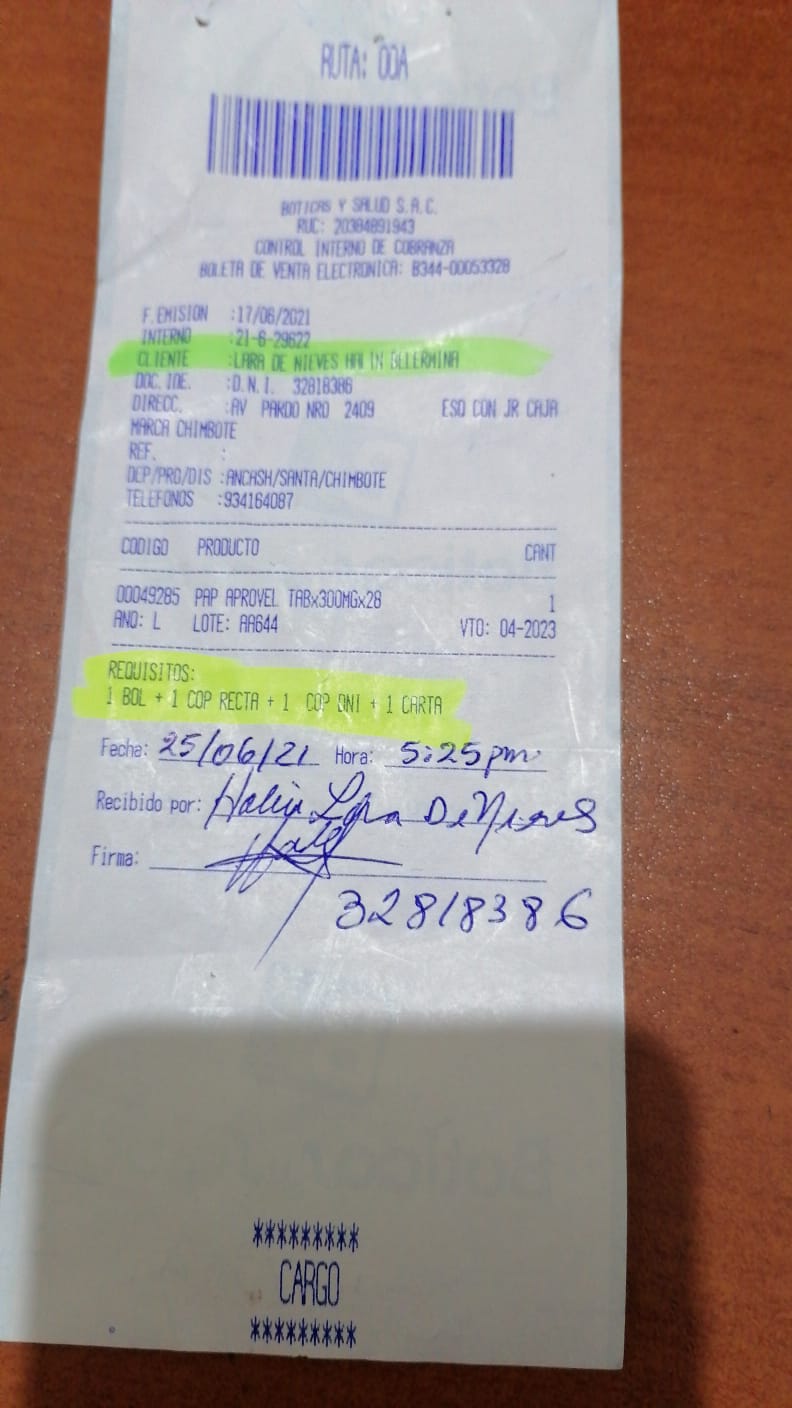 RUTA: 00A
BOTICAS Y SALUD S.A.C.
RUC: 20384891943
CONTROL INTERNO DE COBRANZA
BOLETA DE VENTA ELECTRONICA: B344-00053328
F.EMISION :17/06/2021
INTERNO :21-6-29622
CLIENTE :LARA DE NIEVES HALIN BELERMINA
DOC. IDE. :D.N.I. 32818386
DIRECC. :AV PARDO NRO 2409 ESQ CON JR CAJA
MARCA CHIMBOTE
REF. :
DEP/PRO/DIS :ANCASH/SANTA/CHIMBOTE
TELEFONOS :934164087
CODIGO PRODUCTO CANT
00049285 PAP APROVEL TABx300MGx28 1
ANO: L LOTE: AA644 VTO: 04-2023
REQUISITOS:
1 BOL + 1 COP RECTA + 1 COP DNI + 1 CARTA
Fecha: 25/06/21 Hora: 5:25pm
Recibido por: Halin Lara De Nieves
Firma:
32818386
*********
CARGO
*********